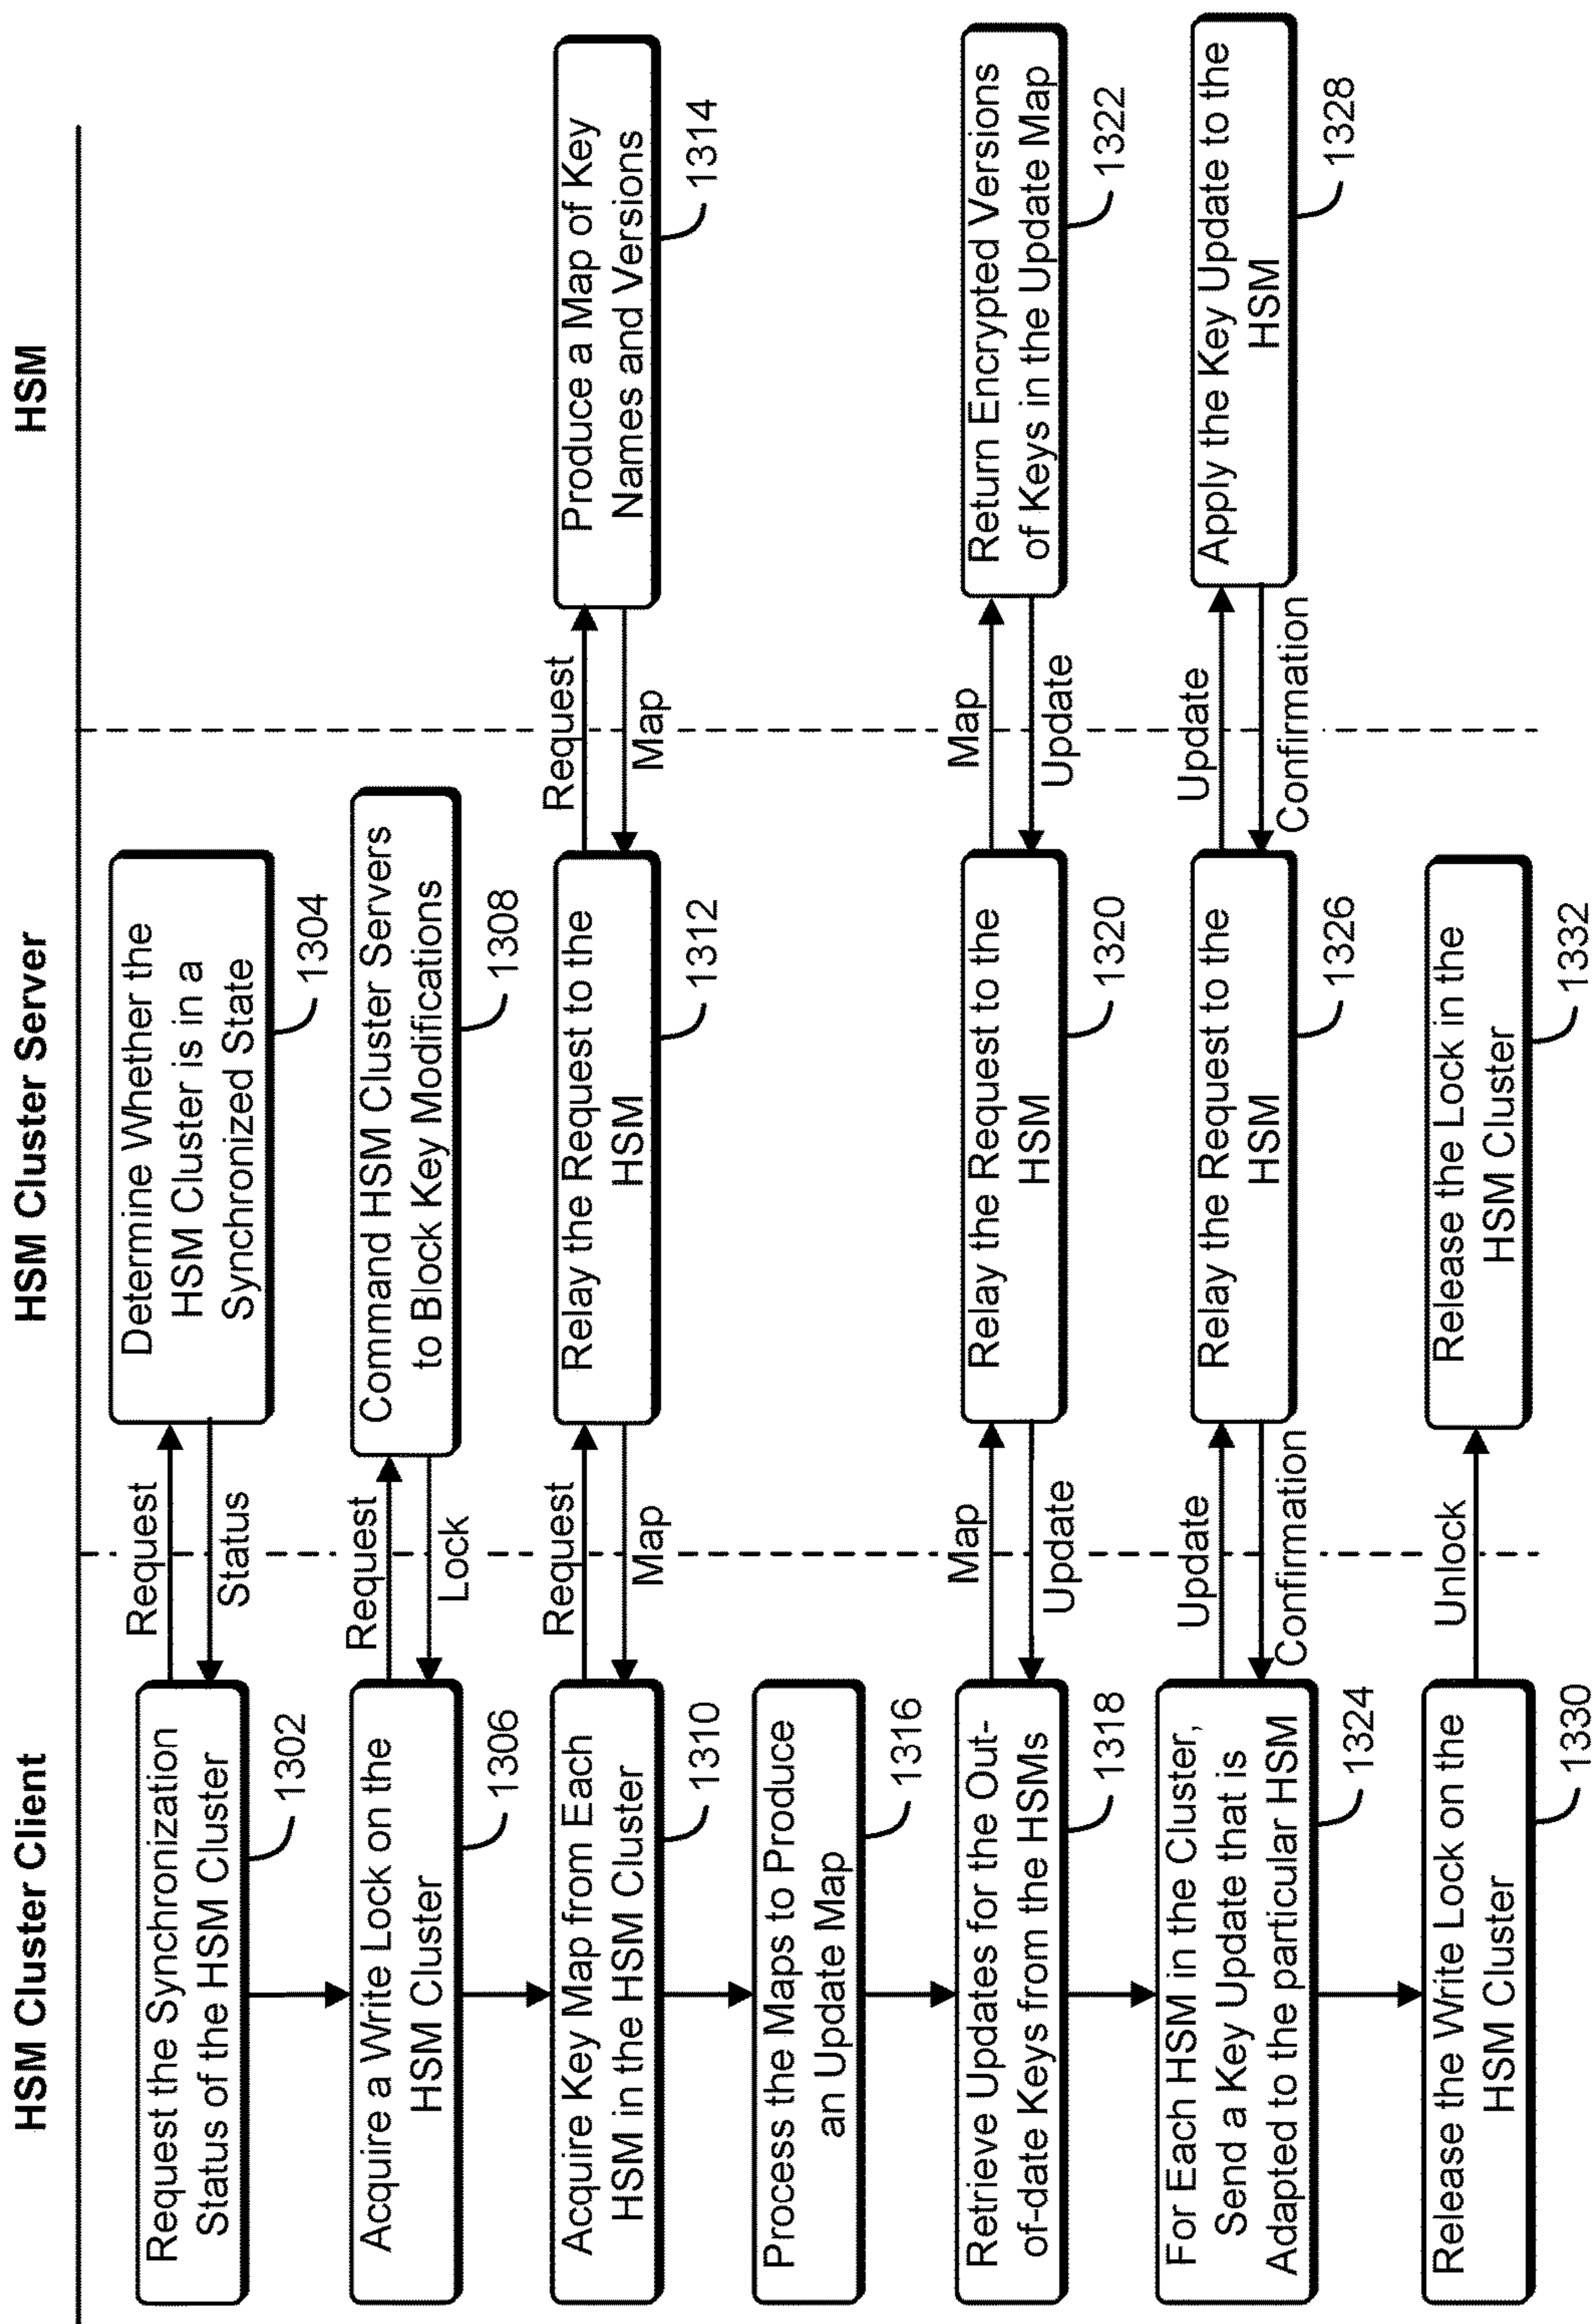 HSM Cluster Client
HSM Cluster Server
HSM
Request the Synchronization
Status of the HSM Cluster
1302
Request
Status
Determine Whether the
HSM Cluster is in a
Synchronized State
1304
Acquire a Write Lock on the
HSM Cluster
1306
Request
Lock
Command HSM Cluster Servers
to Block Key Modifications
1308
Acquire Key Map from Each
HSM in the HSM Cluster
1310
Request
Map
Relay the Request to the
HSM
1312
Request
Map
Produce a Map of Key
Names and Versions
1314
Process the Maps to Produce
an Update Map
1316
Retrieve Updates for the Out-
of-date Keys from the HSMs
1318
Map
Update
Relay the Request to the
HSM
1320
Map
Update
Return Encrypted Versions
of Keys in the Update Map
1322
For Each HSM in the Cluster,
Send a Key Update that is
Adapted to the particular HSM
1324
Update
Confirmation
Relay the Request to the
HSM
1326
Update
Confirmation
Apply the Key Update to the
HSM
1328
Release the Write Lock on the
HSM Cluster
1330
Unlock
Release the Lock in the
HSM Cluster
1332